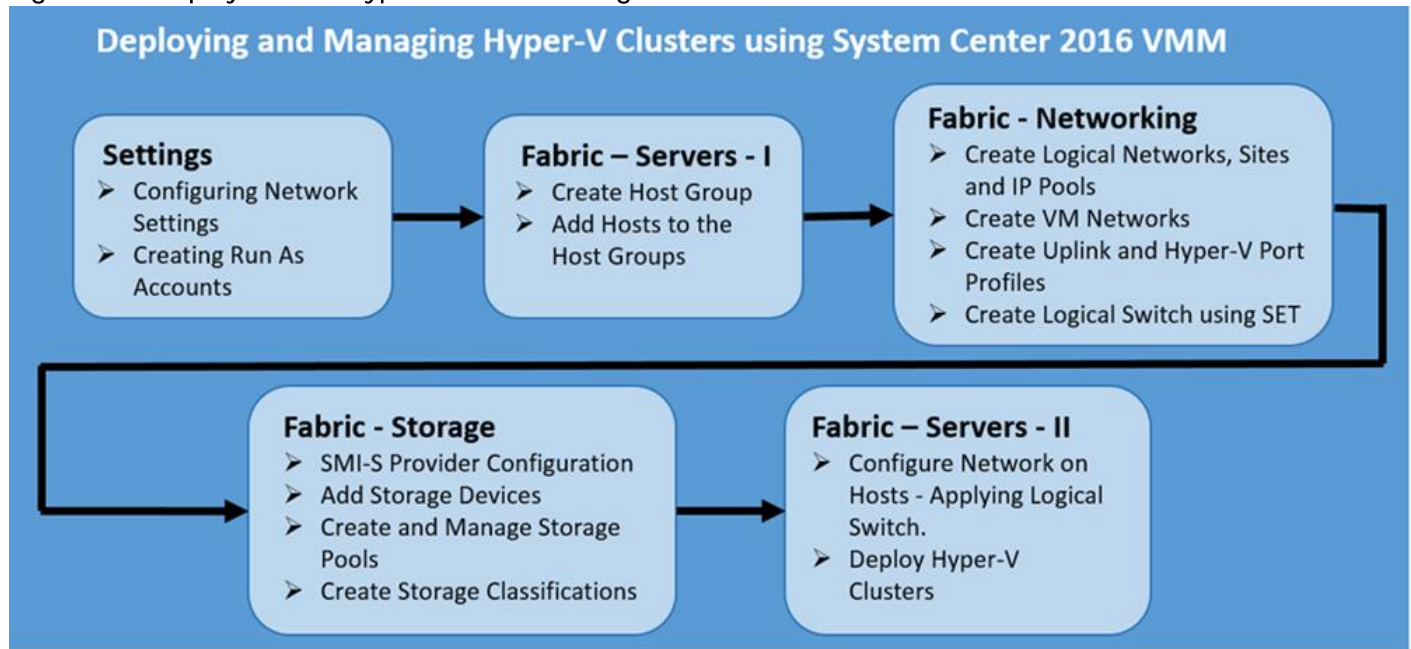 Deploying and Managing Hyper-V Clusters using System Center 2016 VMM
Settings
➤ Configuring Network
Settings
➤ Creating Run As
Accounts
Fabric – Servers - I
➤ Create Host Group
➤ Add Hosts to the
Host Groups
Fabric - Networking
➤ Create Logical Networks, Sites
and IP Pools
➤ Create VM Networks
➤ Create Uplink and Hyper-V Port
Profiles
➤ Create Logical Switch using SET
Fabric - Storage
➤ SMI-S Provider Configuration
➤ Add Storage Devices
➤ Create and Manage Storage
Pools
➤ Create Storage Classifications
Fabric – Servers - II
➤ Configure Network on
Hosts - Applying Logical
Switch.
➤ Deploy Hyper-V
Clusters